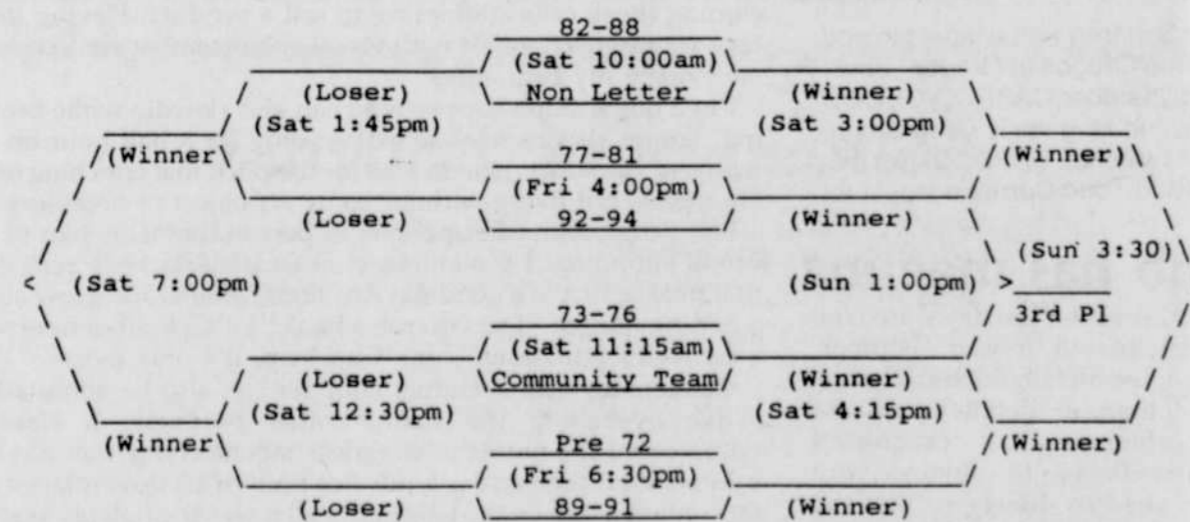 82-88
(Sat 10:00am)
(Loser) Non Letter (Winner)
(Sat 1:45pm) (Sat 3:00pm)
(Winner 77-81 (Winner)
(Fri 4:00pm)
(Loser) 92-94 (Winner)
(Sun 3:30)
< (Sat 7:00pm) (Sun 1:00pm) >
73-76 3rd Pl
(Sat 11:15am)
(Loser) Community Team (Winner)
(Sat 12:30pm) (Sat 4:15pm)
(Winner Pre 72 (Winner)
(Fri 6:30pm)
(Loser) 89-91 (Winner)